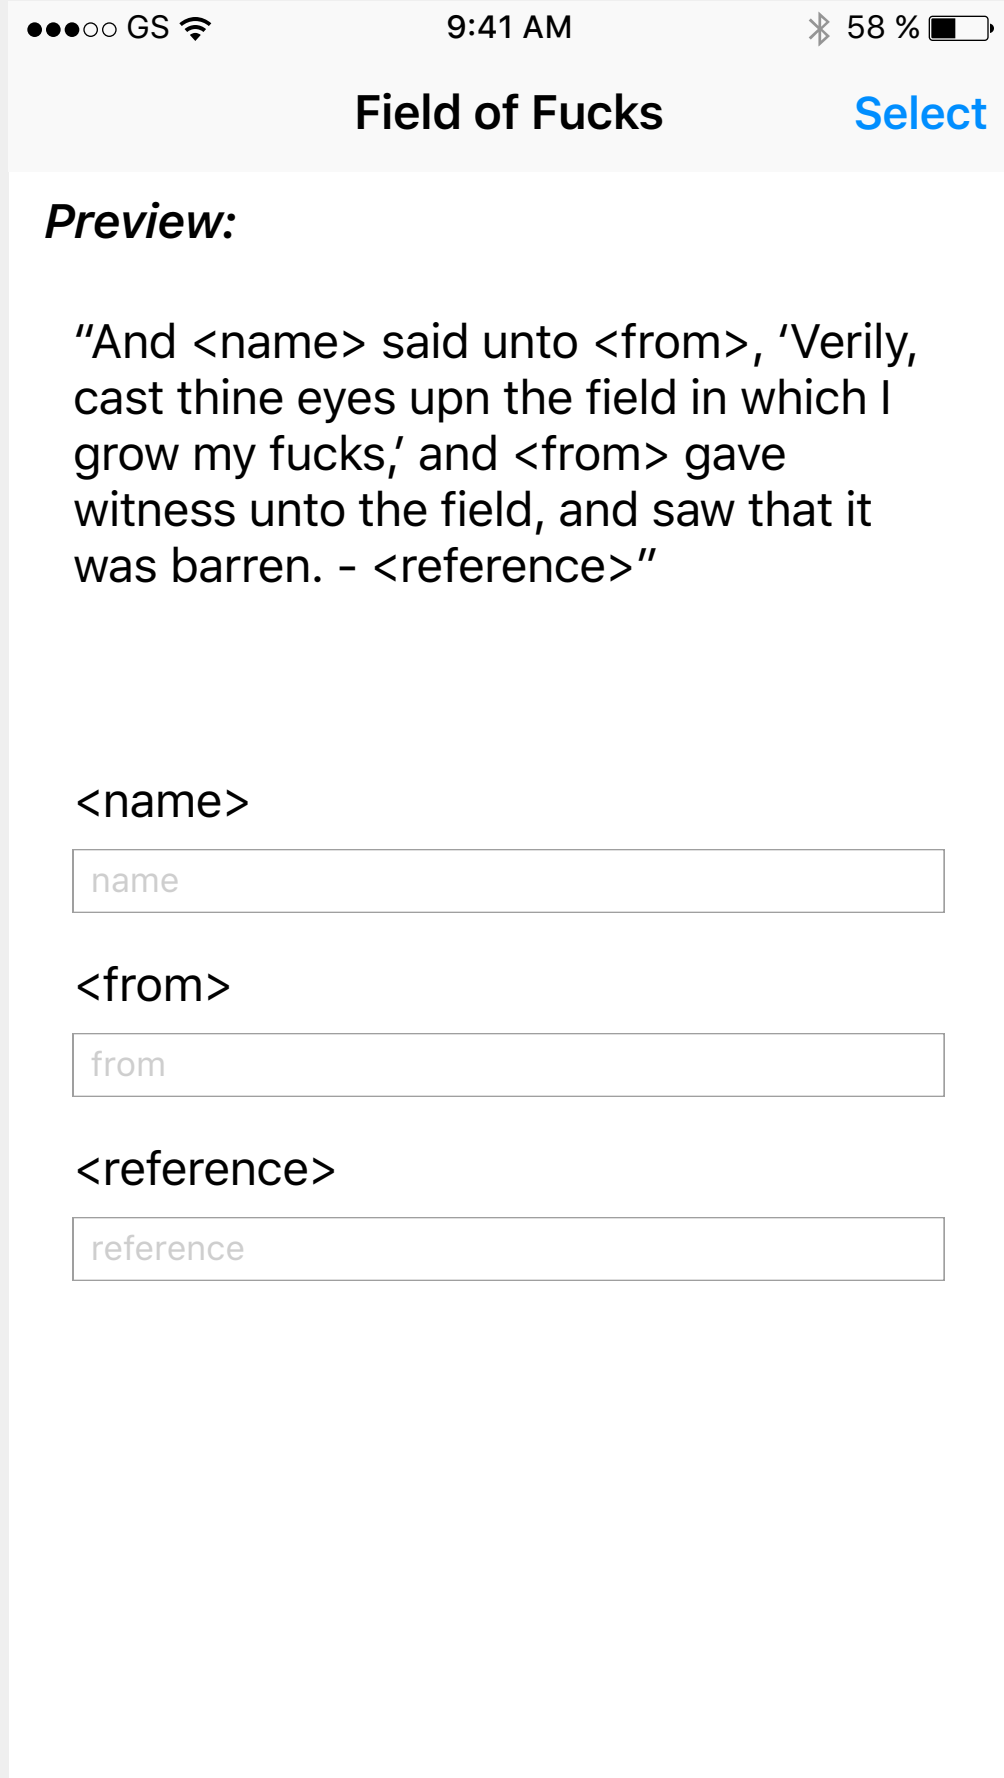 GS 9:41 AM 58 %
Field of Fucks Select
Preview:
“And <name> said unto <from>, ‘Verily,
cast thine eyes upn the field in which I
grow my fucks,’ and <from> gave
witness unto the field, and saw that it
was barren. - <reference>”
<name>
name
<from>
from
<reference>
reference